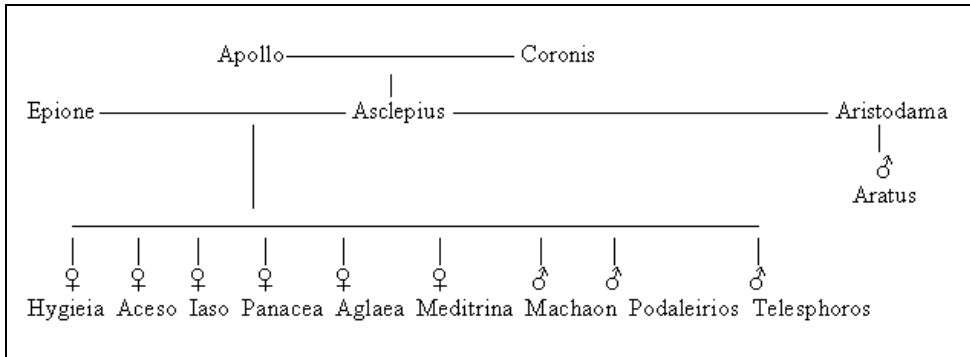 Apollo Coronis
Epione Asclepius Aristodama
♂
Aratus
♀ ♀ ♀ ♀ ♀ ♀ ♂ ♂ ♂
Hygieia Aceso Iaso Panacea Aglaea Meditrina Machaon Podaleirios Telesphoros